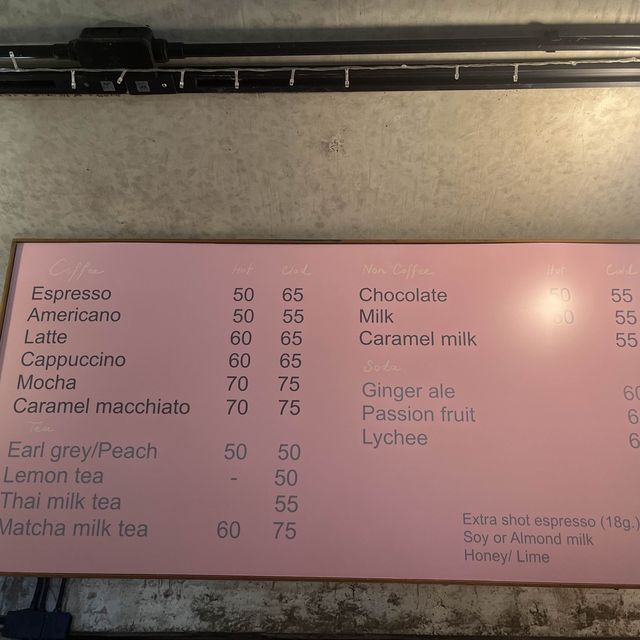 Coffee Hot Clod
Espresso 50 65
Americano 50 55
Latte 60 65
Cappuccino 60 65
Mocha 70 75
Caramel macchiato 70 75
Tea
Earl grey/Peach 50 50
Lemon tea - 50
Thai milk tea 55
Matcha milk tea 60 75
Non Coffee Hot
Chocolate 50 55
Milk 55
Caramel milk 55
Soda
Ginger ale
Passion fruit
Lychee
Extra shot espresso (18g.)
Soy or Almond milk
Honey/ Lime